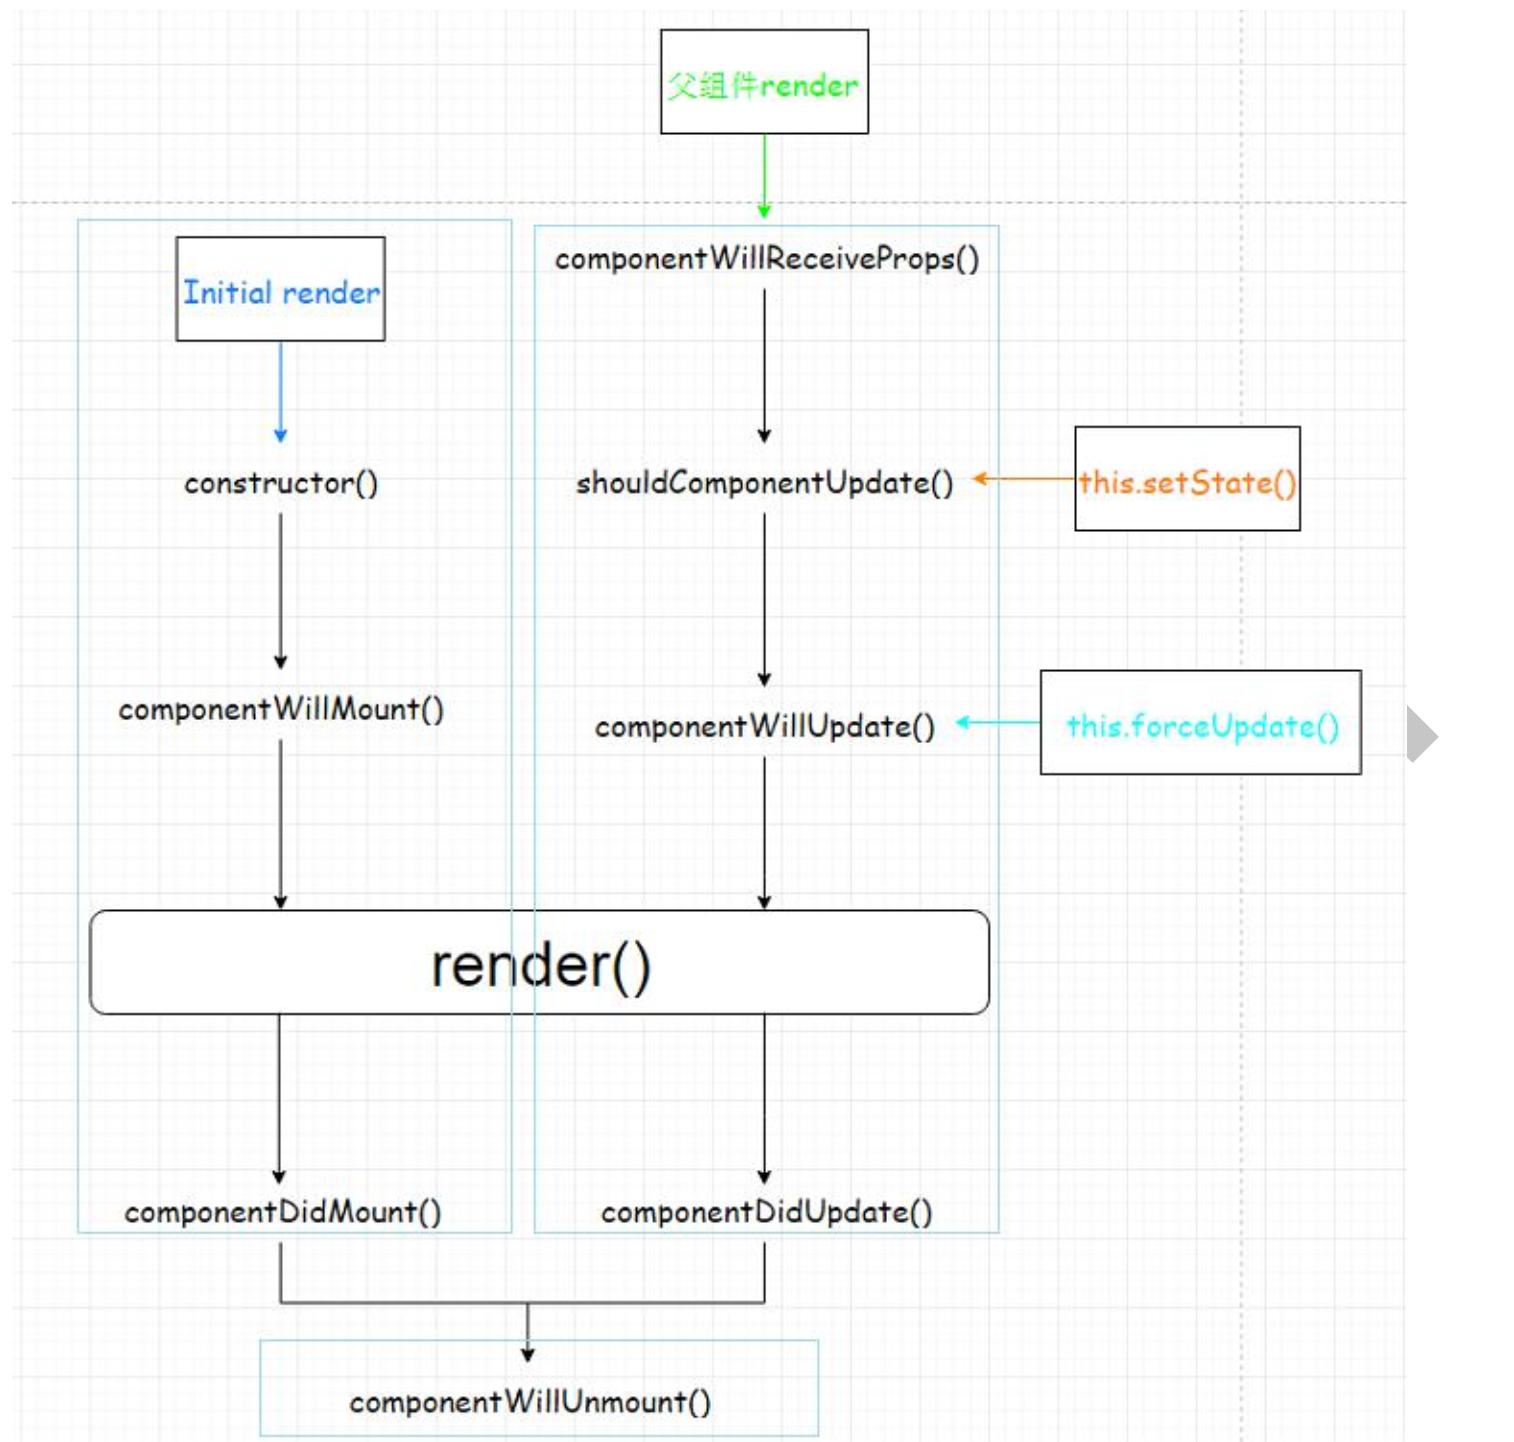 父组件render
componentWillReceiveProps()
Initial render
constructor()
shouldComponentUpdate()
this.setState()
componentWillMount()
componentWillUpdate()
this.forceUpdate()
render()
componentDidMount()
componentDidUpdate()
componentWillUnmount()